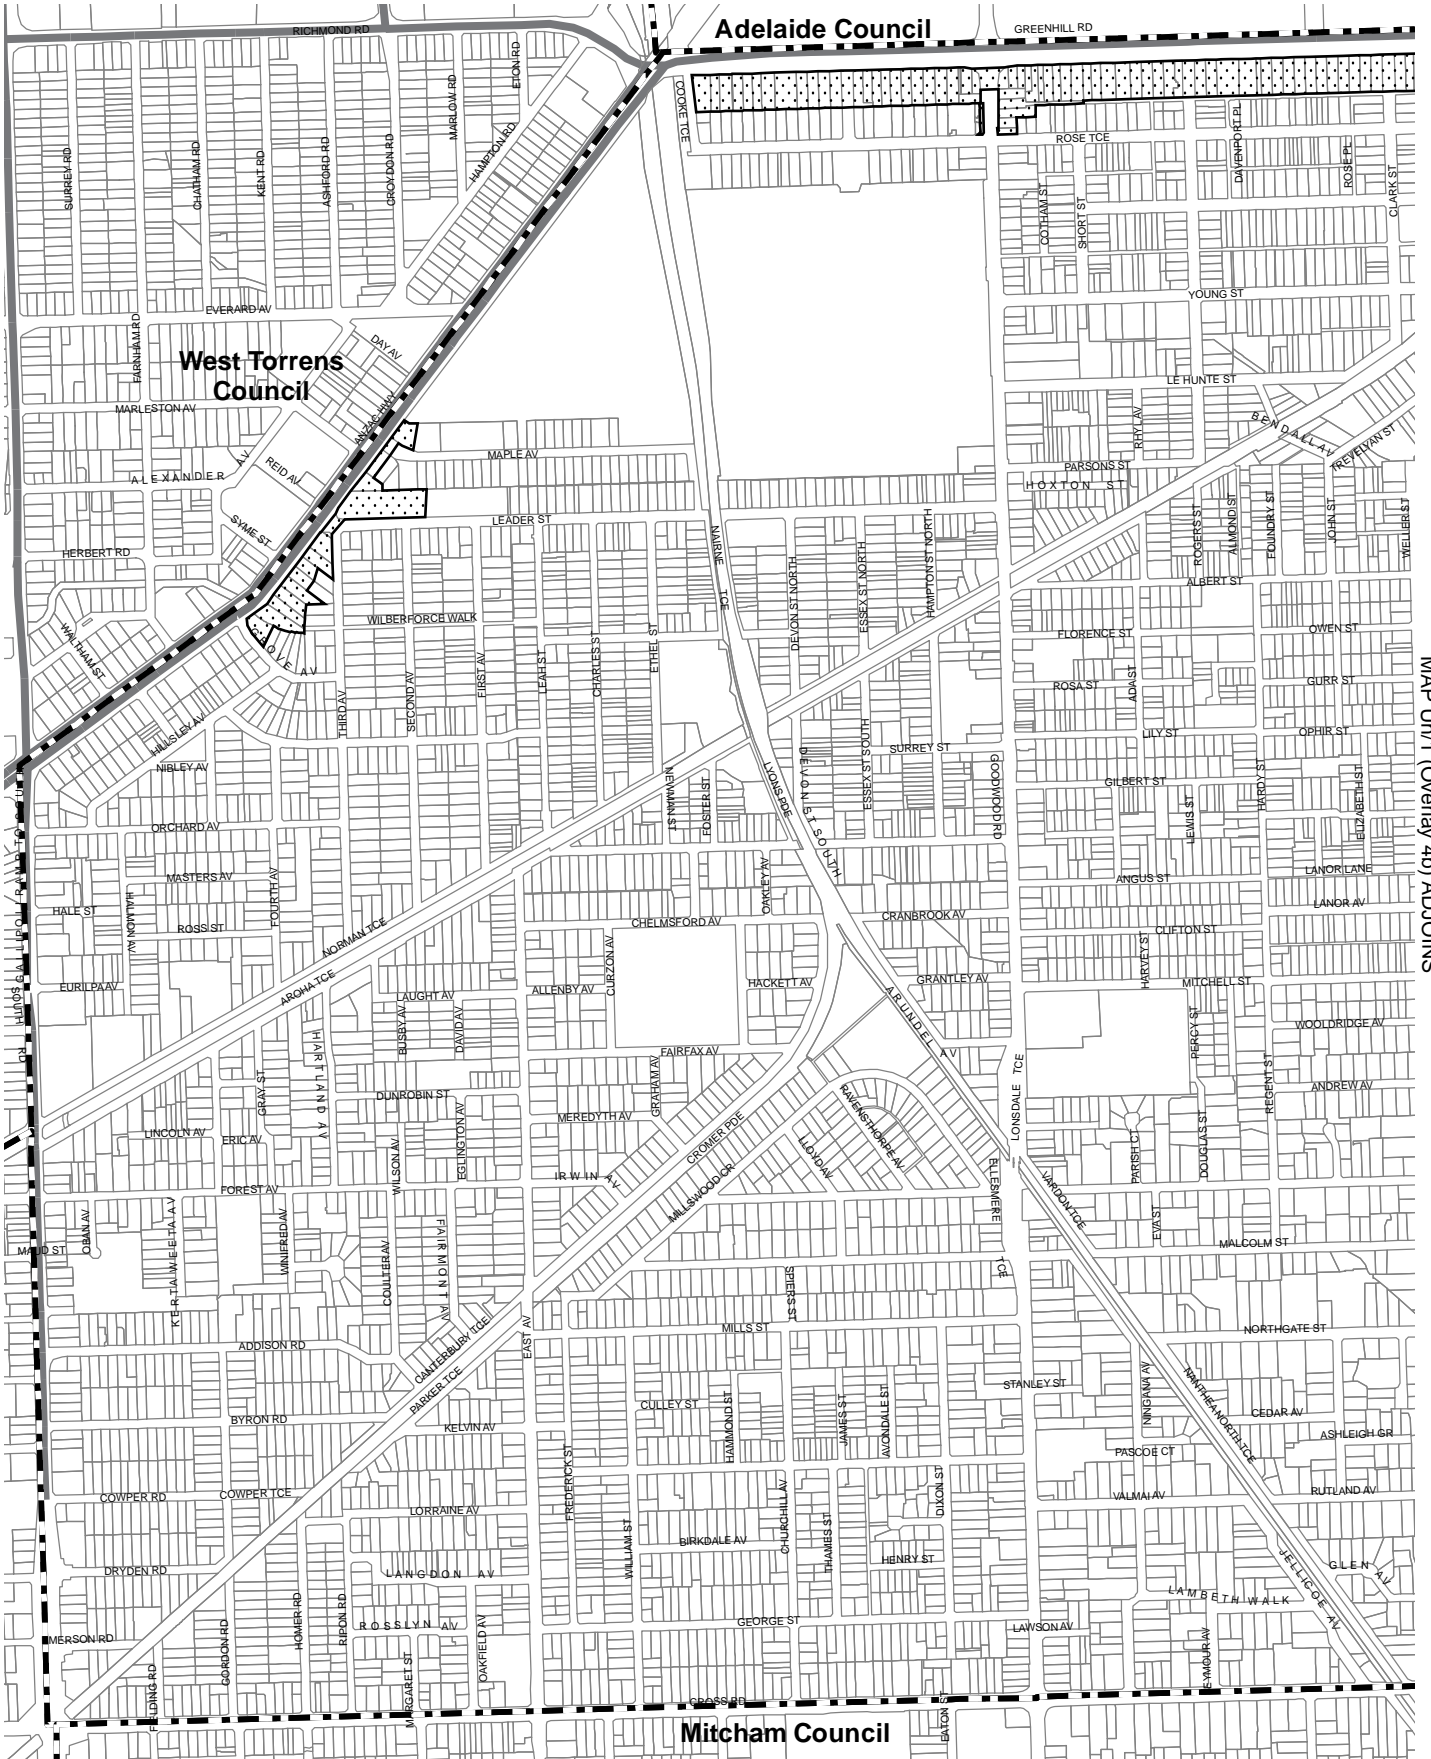 Adelaide Council
GREENHILL RD
RICHMOND RD
ETON RD
MARLOW RD
HAMPTON RD
COOKE TCE
ROSE TCE
DAVENPORT PL
ROSE PL
CLARK ST
SURREY RD
CHATHAM RD
KENT RD
ASHFORD RD
CROYDON RD
COTHAM ST
SHORT ST
YOUNG ST
EVERARD AV
FARNHAM RD
DAY AV
West Torrens
Council
ANZAC HWY
MARLESTON AV
LE HUNTE ST
RHYL AV
BENDALL AV
TREVELYAN ST
ALEXANDER AV
REID AV
MAPLE AV
PARSONS ST
HOXTON ST
SYME ST
LEADER ST
NAIRNE TCE
HERBERT RD
DEVON ST NORTH
ESSEX ST NORTH
HAMPTON ST NORTH
ROGERS ST
ALMOND ST
FOUNDRY ST
JOHN ST
WELLER ST
ALBERT ST
WALTHAM ST
GROVE AV
WILBERFORCE WALK
THIRD AV
SECOND AV
FIRST AV
LEAH ST
CHARLES ST
ETHEL ST
FLORENCE ST
OWEN ST
ROSA ST
ADA ST
GURR ST
MAP Un/1 (Overlay 4b) ADJOINS
HILLSLEY AV
NIBLEY AV
LILY ST
OPHIR ST
SURREY ST
ESSEX ST SOUTH
DEVON ST SOUTH
LYONS PDE
GOODWOOD RD
GILBERT ST
HARDY ST
ELIZABETH ST
LEWIS ST
NEWMAN ST
FOSTER ST
ORCHARD AV
MASTERS AV
FOURTH AV
OAKLEY AV
ANGUS ST
LANOR LANE
LANOR AV
HALE ST
HALMON AV
ROSS ST
NORMAN TCE
CHELMSFORD AV
CRANBROOK AV
CLIFTON ST
HARVEY ST
CURZON AV
EURILPA AV
AROHA TCE
LAUGHT AV
ALLENBY AV
HACKETT AV
GRANTLEY AV
MITCHELL ST
SOUTH RD
HARTLAND AV
BUSBY AV
DAVID AV
ARUNDEL AV
PERCY ST
WOOLDRIDGE AV
FAIRFAX AV
GRAHAM AV
LONSDALE TCE
REGENT ST
ANDREW AV
GRAY ST
DUNROBIN ST
MEREDYTH AV
RAVENSTHORPE AV
CROMER PDE
LINCOLN AV
ERIC AV
EGLINGTON AV
WILSON AV
LLOYD AV
PARISH CT
DOUGLAS ST
FOREST AV
IRWIN AV
MILLSWOOD CR
ELLESMERE TCE
VARDON TCE
EVA ST
MALCOLM ST
MAUD ST
OBAN AV
KERTA WEETA AV
WINIFRED AV
COULTER AV
FAIRMONT AV
SPIERS ST
MILLS ST
NORTHGATE ST
ADDISON RD
CANTERBURY TCE
PARKER TCE
EAST AV
STANLEY ST
NINGANA AV
NANTHEA NORTH TCE
CEDAR AV
ASHLEIGH GR
BYRON RD
KELVIN AV
CULLEY ST
HAMMOND ST
JAMES ST
AVONDALE ST
PASCOE CT
FREDERICK ST
COWPER RD
COWPER TCE
LORRAINE AV
VALMAI AV
RUTLAND AV
CHURCHILL AV
THAMES ST
DIXON ST
WILLIAM ST
BIRKDALE AV
HENRY ST
DRYDEN RD
LANGDON AV
JELLICOE AV
GLEN AV
LAMBETH WALK
HOMER RD
RIPON RD
ROSSLYN AV
GEORGE ST
LAWSON AV
MERSON RD
GORDON RD
OAKFIELD AV
MARGARET ST
FIELDING RD
EYMOUR AV
CROSS RD
EATON ST
Mitcham Council